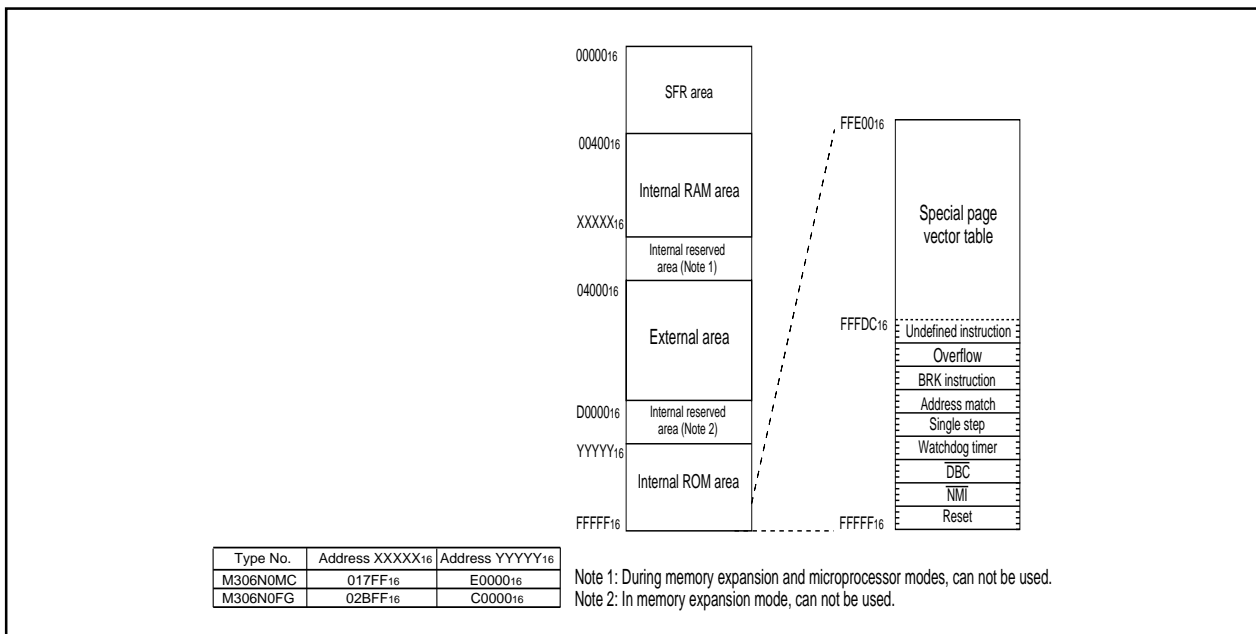 00000₁₆
SFR area
00400₁₆
Internal RAM area
XXXXX₁₆
Internal reserved
area (Note 1)
04000₁₆
External area
D0000₁₆
Internal reserved
area (Note 2)
YYYYY₁₆
Internal ROM area
FFFFF₁₆
FFE00₁₆
Special page
vector table
FFFDC₁₆
Undefined instruction
Overflow
BRK instruction
Address match
Single step
Watchdog timer
DBC
NMI
Reset
FFFFF₁₆
Type No. Address XXXXX₁₆ Address YYYYY₁₆
M306N0MC 017FF₁₆ E0000₁₆
M306N0FG 02BFF₁₆ C0000₁₆
Note 1: During memory expansion and microprocessor modes, can not be used.
Note 2: In memory expansion mode, can not be used.